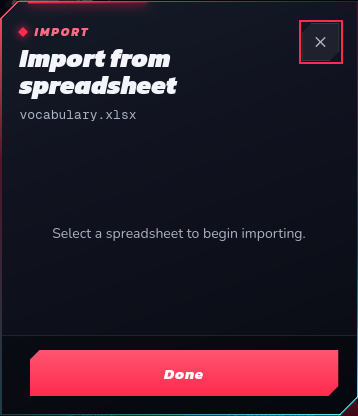 IMPORT
Import from
spreadsheet
vocabulary.xlsx
Select a spreadsheet to begin importing.
Done